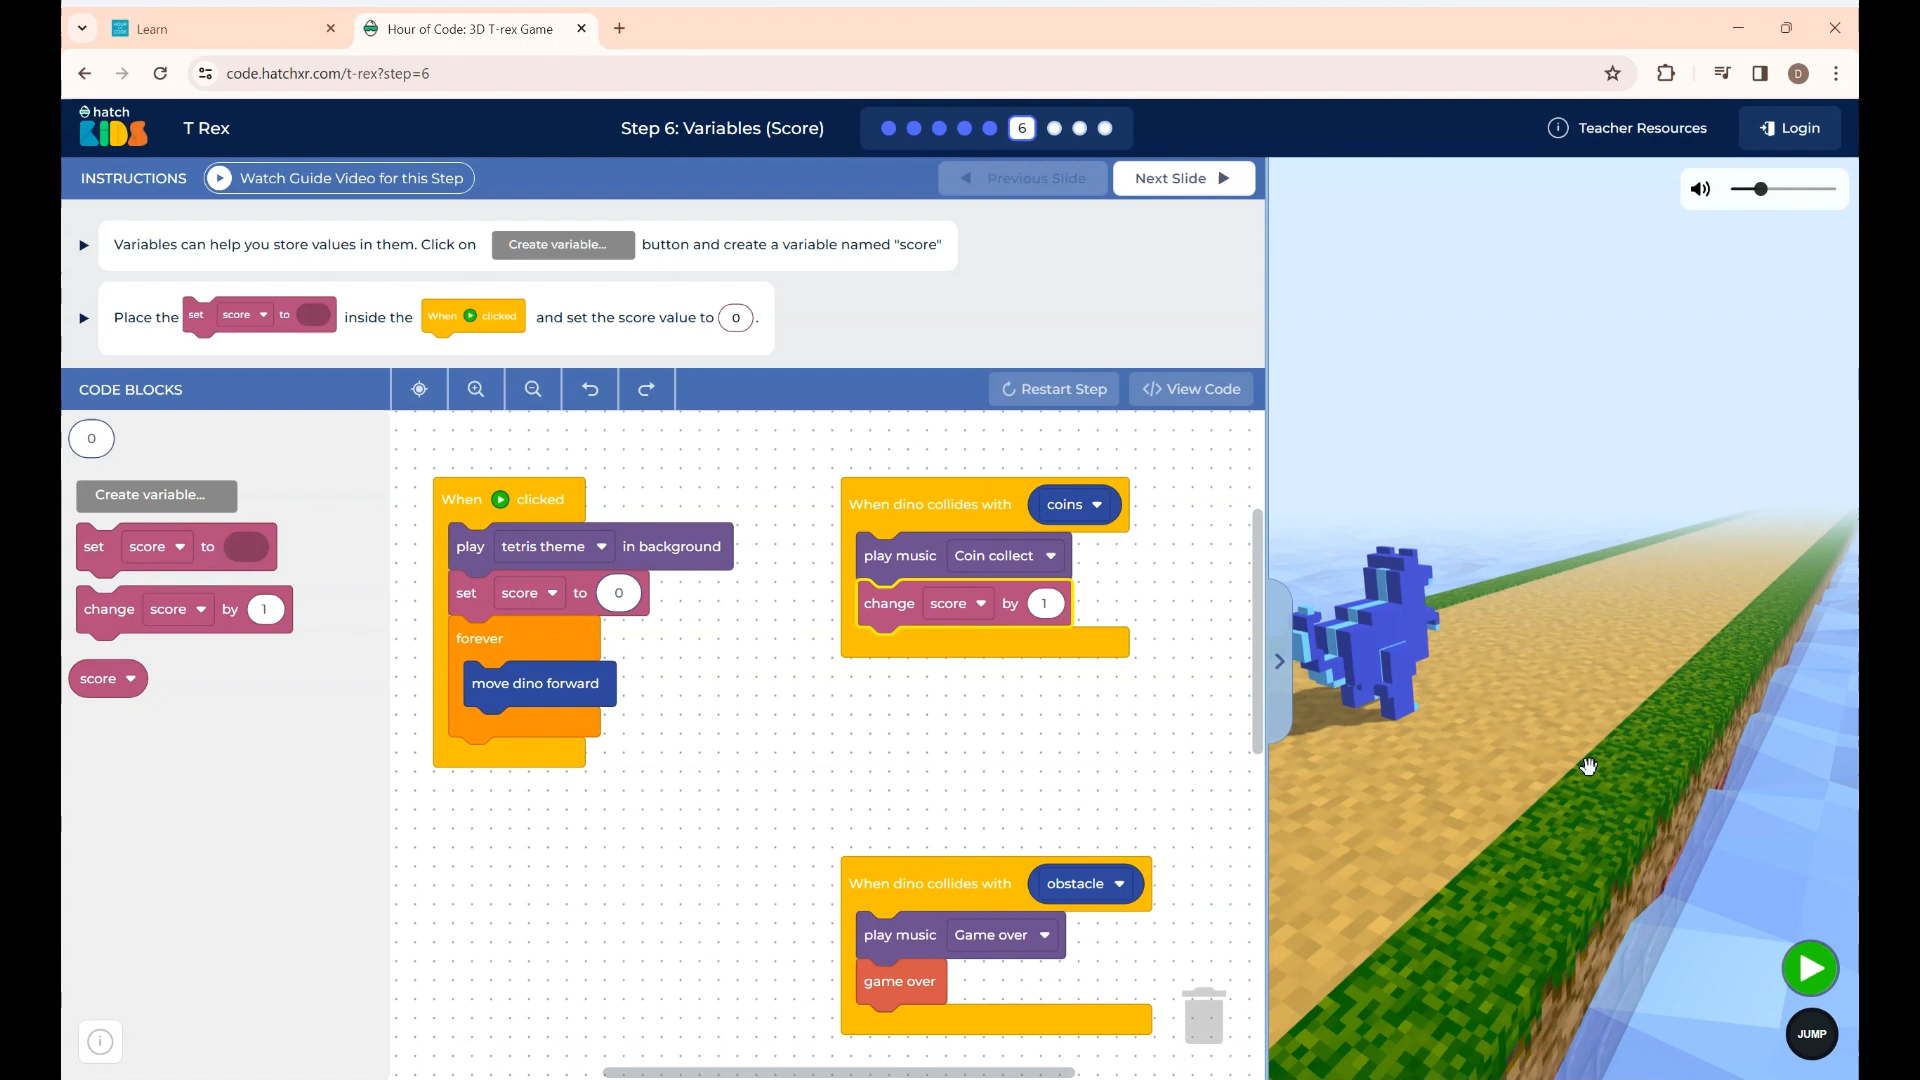 Learn
Hour of Code: 3D T-rex Game
code.hatchxr.com/t-rex?step=6
D
hatch
KIDS
T Rex
Step 6: Variables (Score)
6
Teacher Resources
Login
INSTRUCTIONS
Watch Guide Video for this Step
Previous Slide
Next Slide
Variables can help you store values in them. Click on Create variable... button and create a variable named "score"
Place the set score to inside the When clicked and set the score value to 0 .
CODE BLOCKS
Restart Step
</> View Code
0
Create variable...
set score to
change score by 1
score
When clicked
play tetris theme in background
set score to 0
forever
move dino forward
When dino collides with coins
play music Coin collect
change score by 1
When dino collides with obstacle
play music Game over
game over
JUMP